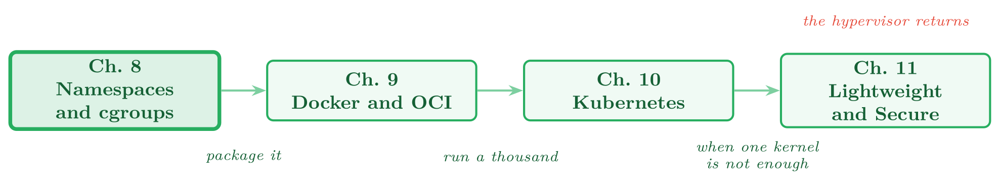 the hypervisor returns
Ch. 8
Namespaces
and cgroups
Ch. 9
Docker and OCI
Ch. 10
Kubernetes
Ch. 11
Lightweight
and Secure
package it
run a thousand
when one kernel
is not enough